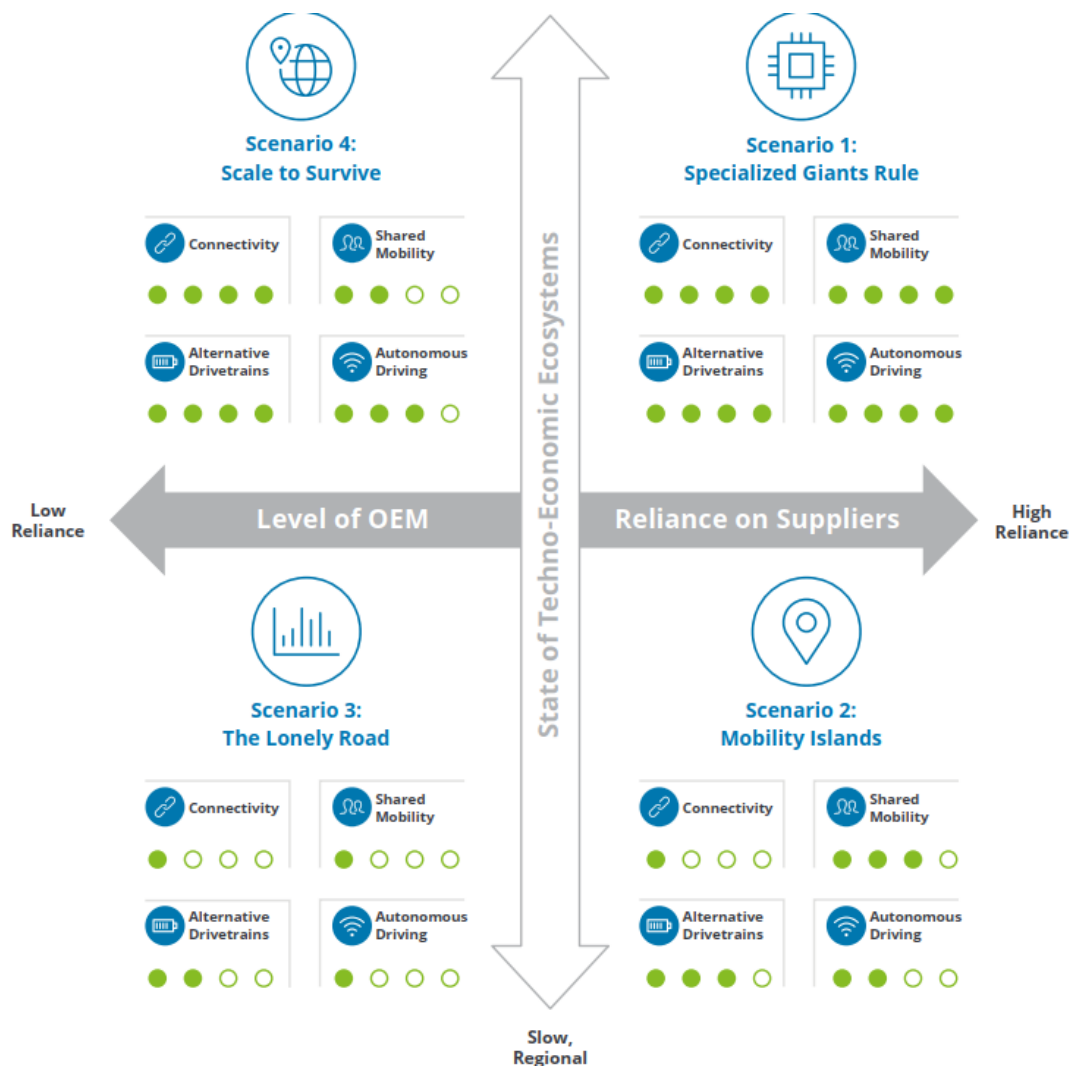 Scenario 4:
Scale to Survive
Connectivity
Shared
Mobility
Alternative
Drivetrains
Autonomous
Driving
Scenario 1:
Specialized Giants Rule
Connectivity
Shared
Mobility
Alternative
Drivetrains
Autonomous
Driving
State of Techno-Economic Ecosystems
Low
Reliance
Level of OEM
Reliance on Suppliers
High
Reliance
Scenario 3:
The Lonely Road
Connectivity
Shared
Mobility
Alternative
Drivetrains
Autonomous
Driving
Scenario 2:
Mobility Islands
Connectivity
Shared
Mobility
Alternative
Drivetrains
Autonomous
Driving
Slow,
Regional